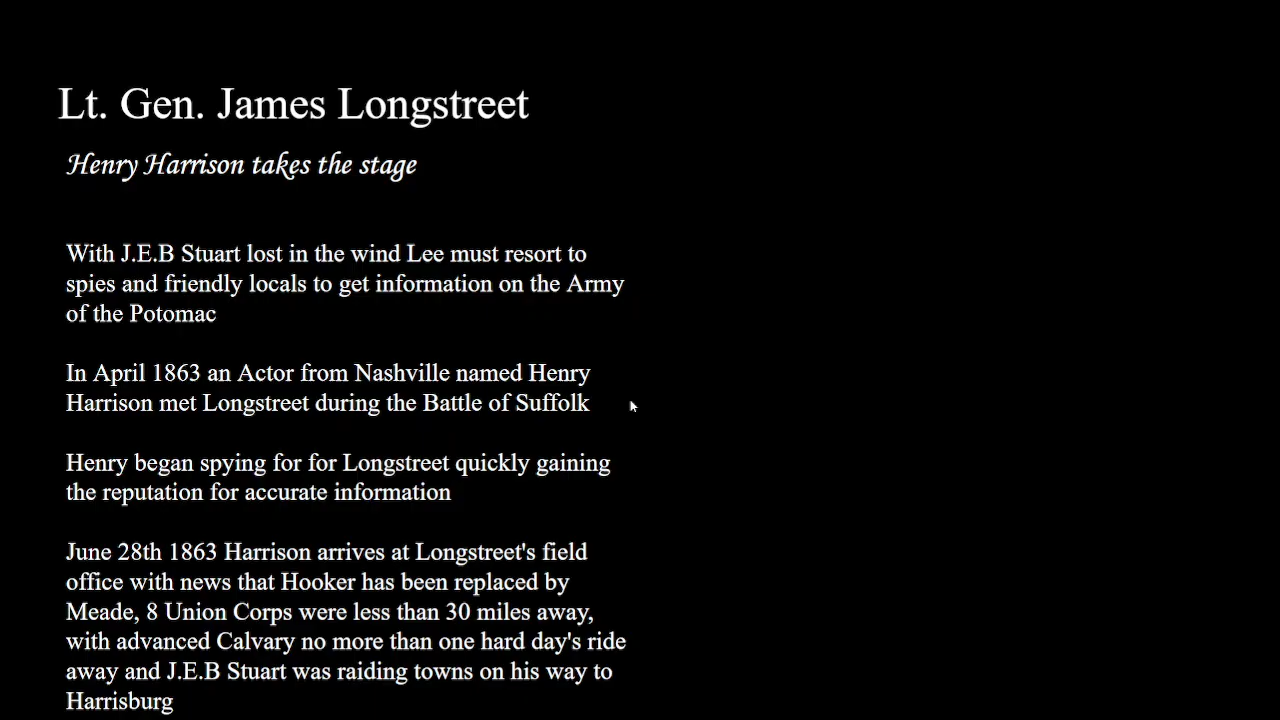 Lt. Gen. James Longstreet
Henry Harrison takes the stage
With J.E.B Stuart lost in the wind Lee must resort to
spies and friendly locals to get information on the Army
of the Potomac
In April 1863 an Actor from Nashville named Henry
Harrison met Longstreet during the Battle of Suffolk
Henry began spying for for Longstreet quickly gaining
the reputation for accurate information
June 28th 1863 Harrison arrives at Longstreet's field
office with news that Hooker has been replaced by
Meade, 8 Union Corps were less than 30 miles away,
with advanced Calvary no more than one hard day's ride
away and J.E.B Stuart was raiding towns on his way to
Harrisburg